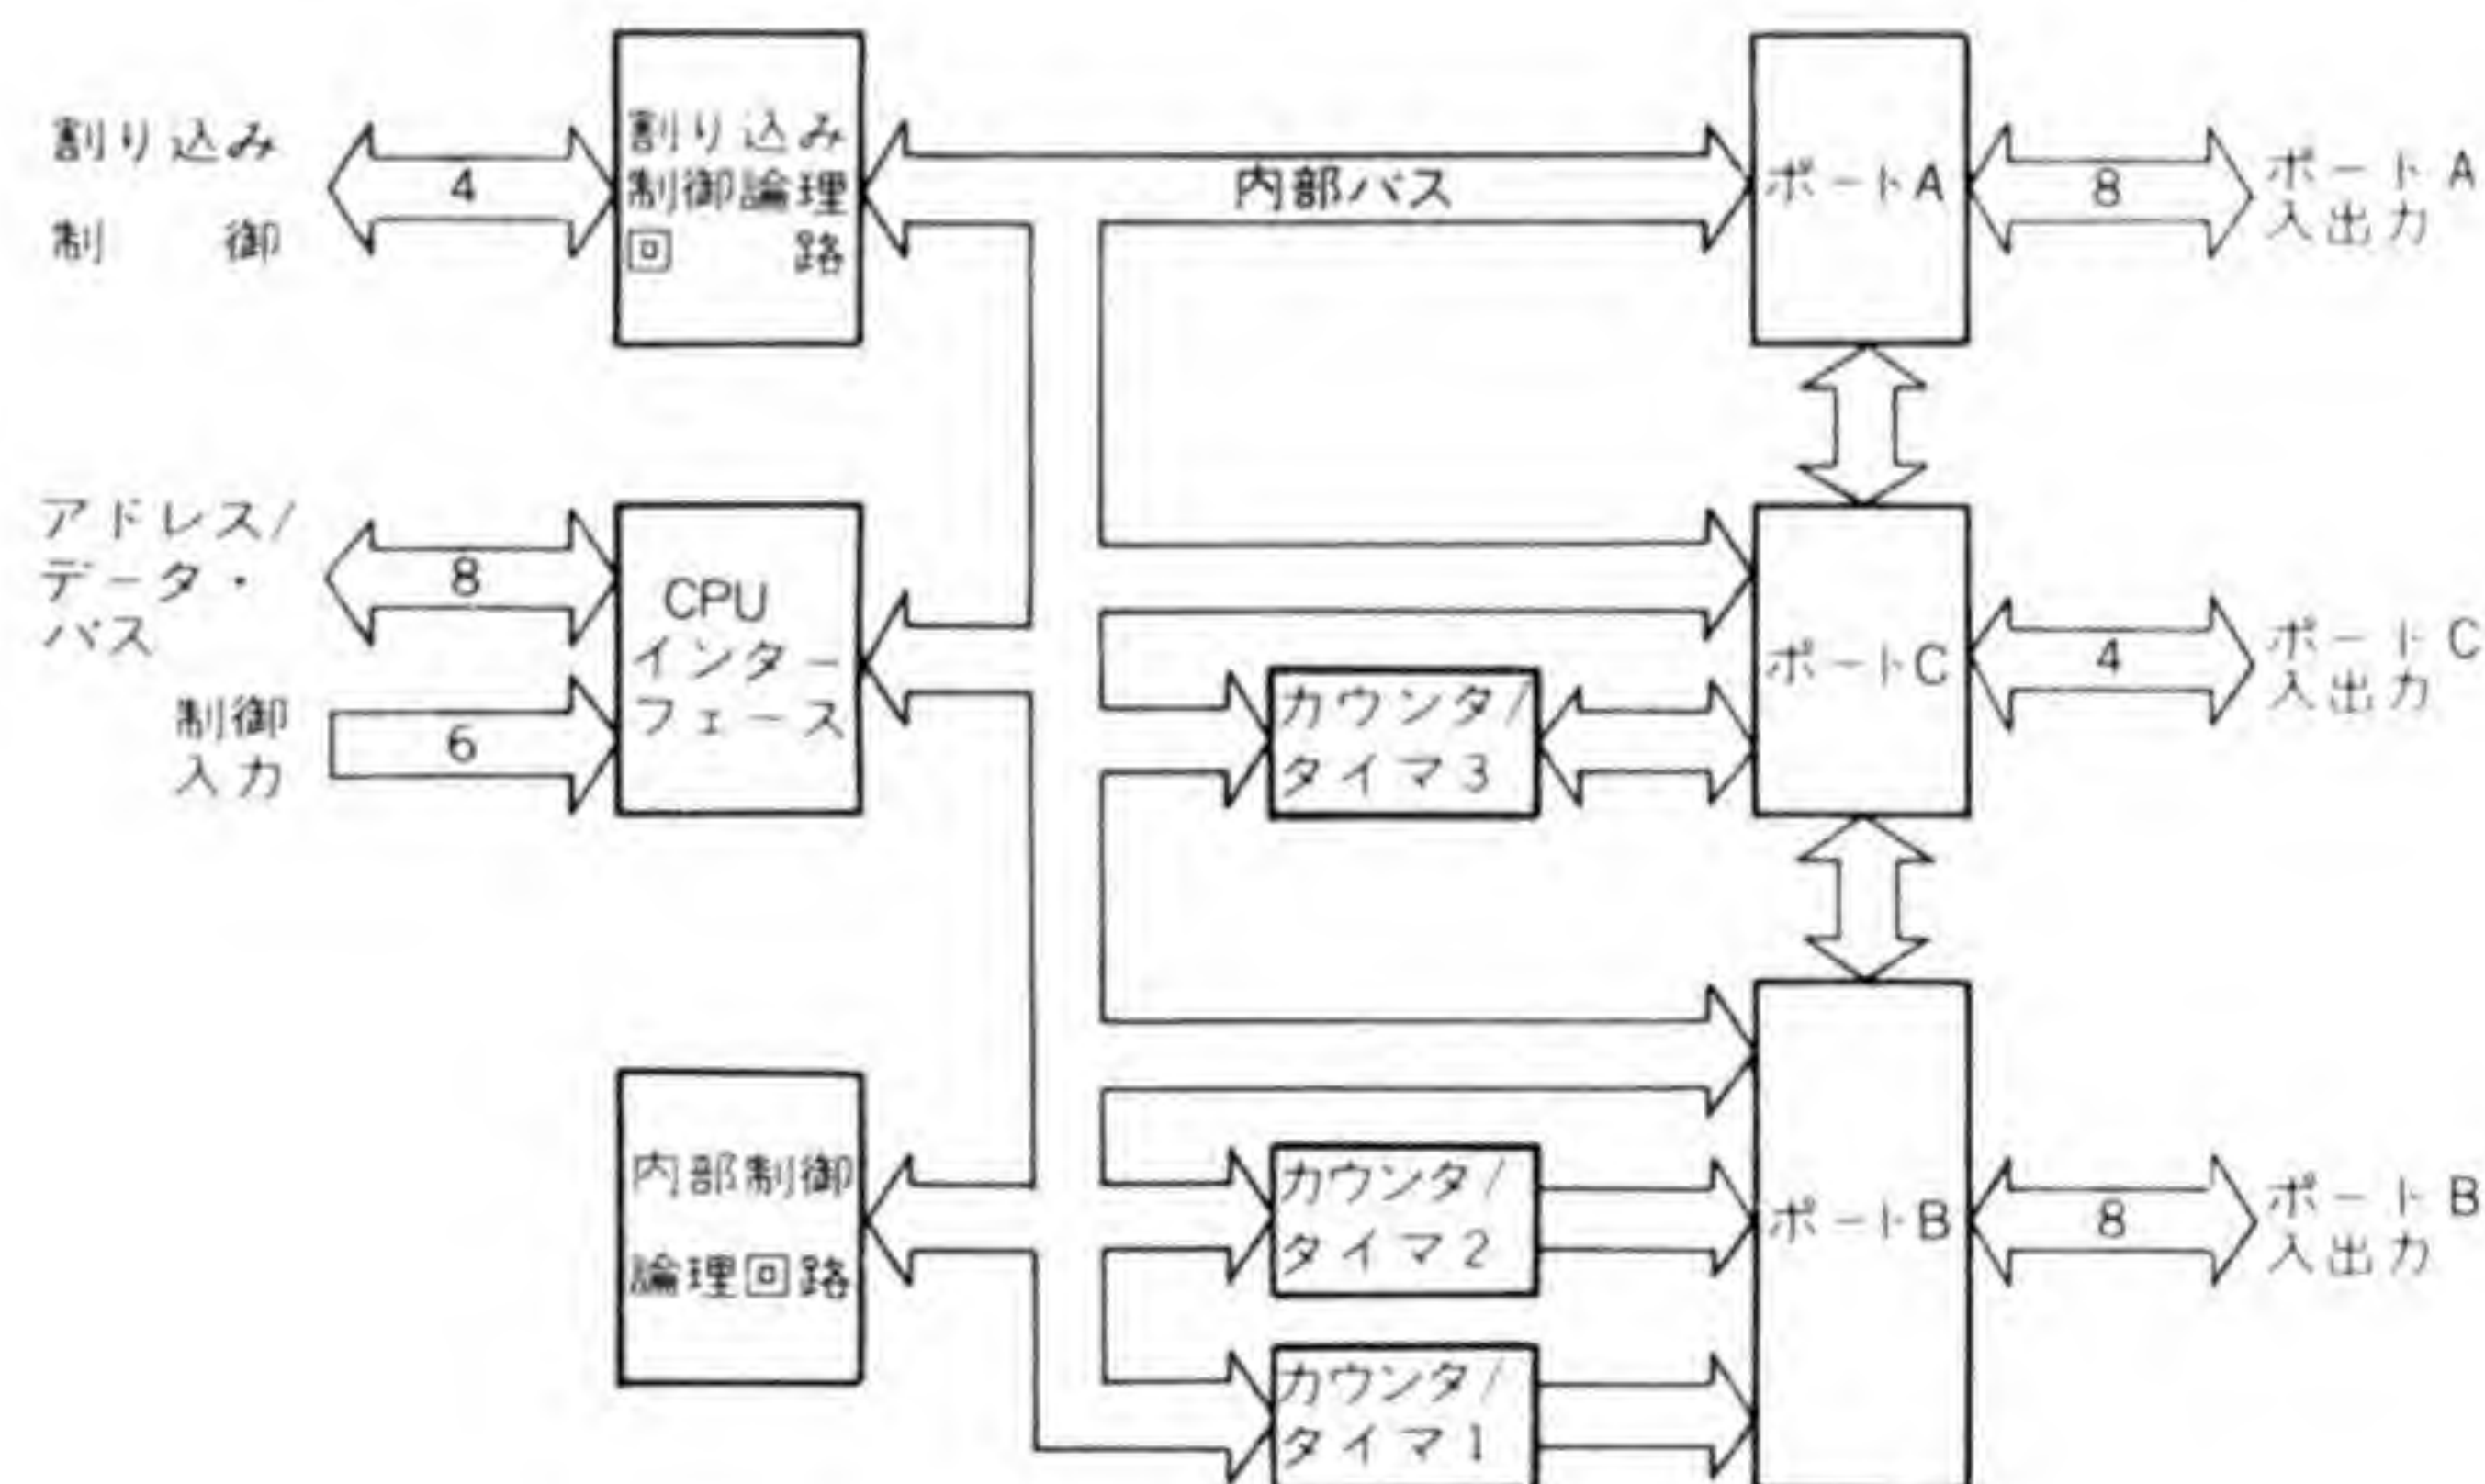 割り込み
制 御
4
割り込み
制御論理
回 路
内部バス
ポートA
8
ポートA
入出力
アドレス/
データ・
バス
8
制御
入力
6
CPU
インター
フェース
カウンタ/
タイマ3
ポートC
4
ポートC
入出力
内部制御
論理回路
カウンタ/
タイマ2
カウンタ/
タイマ1
ポートB
8
ポートB
入出力